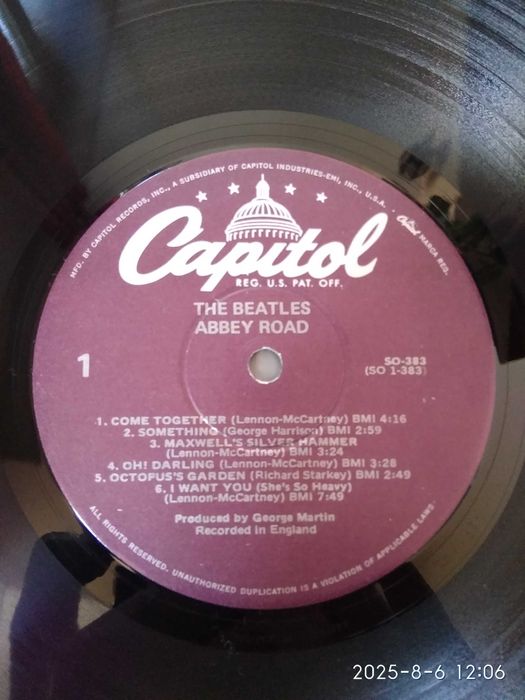 MFD. BY CAPITOL RECORDS, INC., A SUBSIDIARY OF CAPITOL INDUSTRIES-EMI, INC., U.S.A.
Capitol MARCA REG.
Capitol
REG. U.S. PAT. OFF.
THE BEATLES
ABBEY ROAD
1
SO-383
(SO 1-383)
1. COME TOGETHER (Lennon-McCartney) BMI 4:16
2. SOMETHING (George Harrison) BMI 2:59
3. MAXWELL'S SILVER HAMMER
(Lennon-McCartney) BMI 3:24
4. OH! DARLING (Lennon-McCartney) BMI 3:28
5. OCTOPUS'S GARDEN (Richard Starkey) BMI 2:49
6. I WANT YOU (She's So Heavy)
(Lennon-McCartney) BMI 7:49
Produced by George Martin
Recorded in England
ALL RIGHTS RESERVED. UNAUTHORIZED DUPLICATION IS A VIOLATION OF APPLICABLE LAWS.
2025-8-6 12:06